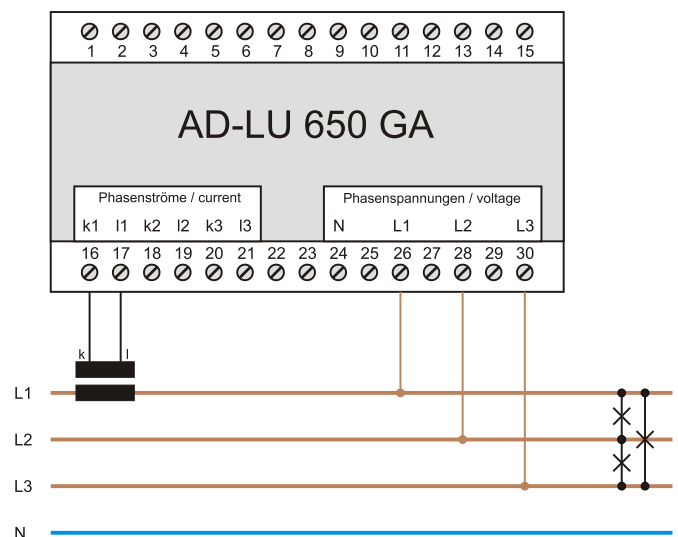 1 2 3 4 5 6 7 8 9 10 11 12 13 14 15
AD-LU 650 GA
Phasenströme / current
k1 l1 k2 l2 k3 l3
Phasenspannungen / voltage
N L1 L2 L3
16 17 18 19 20 21 22 23 24 25 26 27 28 29 30
k l
L1
L2
L3
N